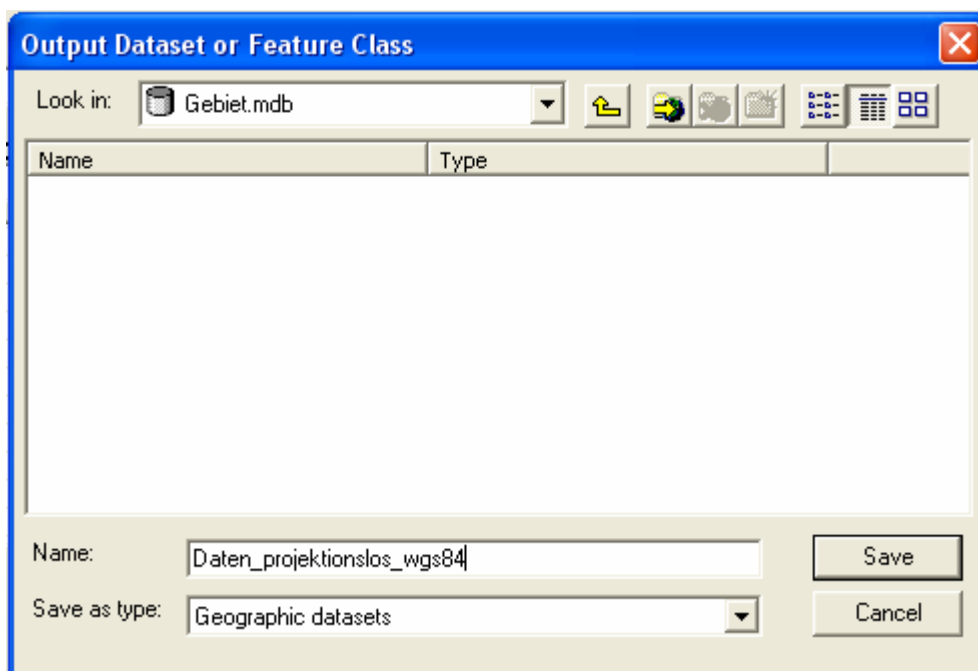 Output Dataset or Feature Class
Look in: Gebiet.mdb
Name Type
Name: Daten_projektionslos_wgs84 Save
Save as type: Geographic datasets Cancel